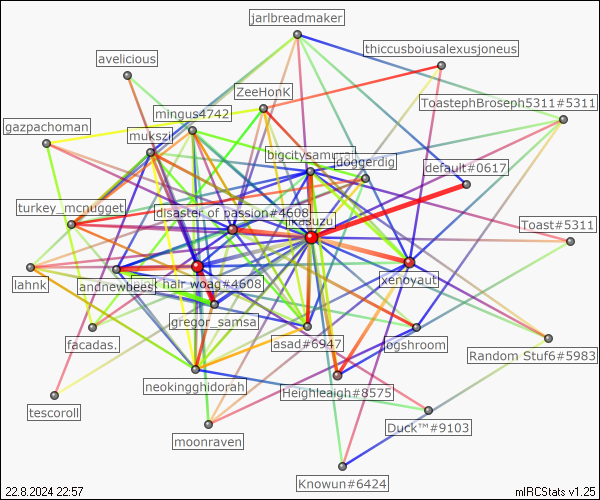 jarlbreadmaker
thiccusboiusalexusjoneus
avelicious
ZeeHonK
ToastephBroseph5311#5311
mingus4742
gazpachoman
mukszi
bigcitysamurai
doggerdig
default#0617
turkey_mcnugget
disaster of passion#4608
ikasuzu
Toast#5311
xenoyaut
lahnk
andnewbees
hair woag#4608
gregor_samsa
facadas.
asad#6947
ogshroom
Random Stuf6#5983
neokingghidorah
Heighleaigh#8575
tescoroll
Duck™#9103
moonraven
Knowun#6424
22.8.2024 22:57
mIRCStats v1.25